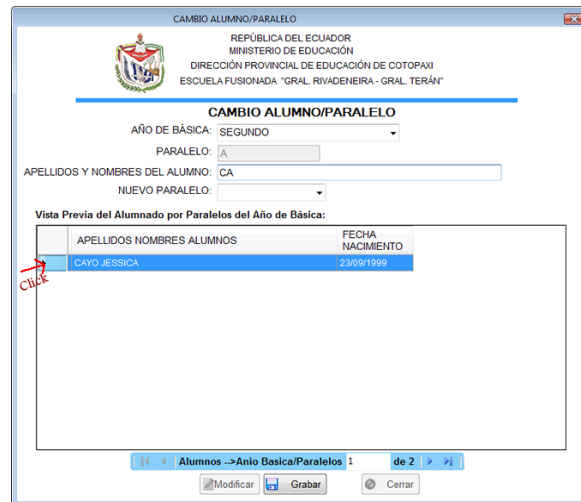 CAMBIO ALUMNO/PARALELO
REPÚBLICA DEL ECUADOR
MINISTERIO DE EDUCACIÓN
DIRECCIÓN PROVINCIAL DE EDUCACIÓN DE COTOPAXI
ESCUELA FUSIONADA "GRAL. RIVADENEIRA - GRAL. TERÁN"
CAMBIO ALUMNO/PARALELO
AÑO DE BÁSICA: SEGUNDO
PARALELO: A
APELLIDOS Y NOMBRES DEL ALUMNO: CA
NUEVO PARALELO:
Vista Previa del Alumnado por Paralelos del Año de Básica:
APELLIDOS NOMBRES ALUMNOS FECHA NACIMIENTO
CAYO JESSICA 23/09/1999
Click
Alumnos -->Anio Basica/Paralelos 1 de 2
Modificar Grabar Cerrar